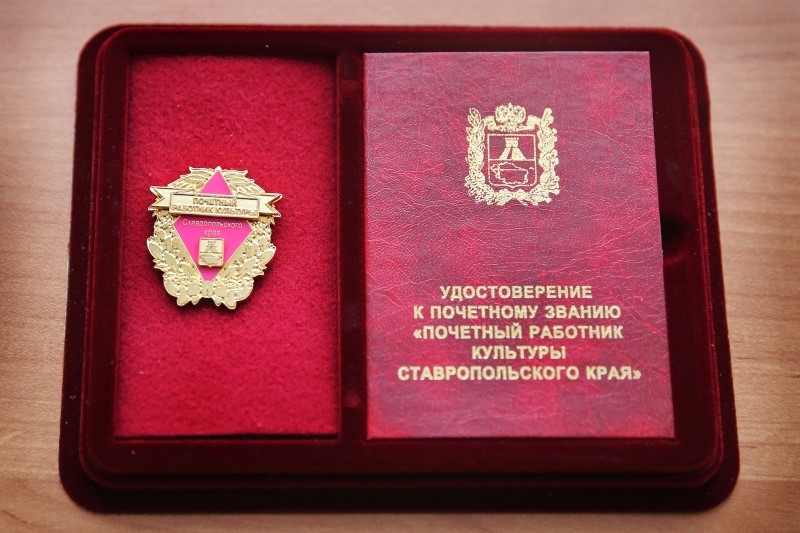 ПОЧЕТНЫЙ
РАБОТНИК КУЛЬТУРЫ
Ставропольского
края
УДОСТОВЕРЕНИЕ
К ПОЧЕТНОМУ ЗВАНИЮ
«ПОЧЕТНЫЙ РАБОТНИК
КУЛЬТУРЫ
СТАВРОПОЛЬСКОГО КРАЯ»